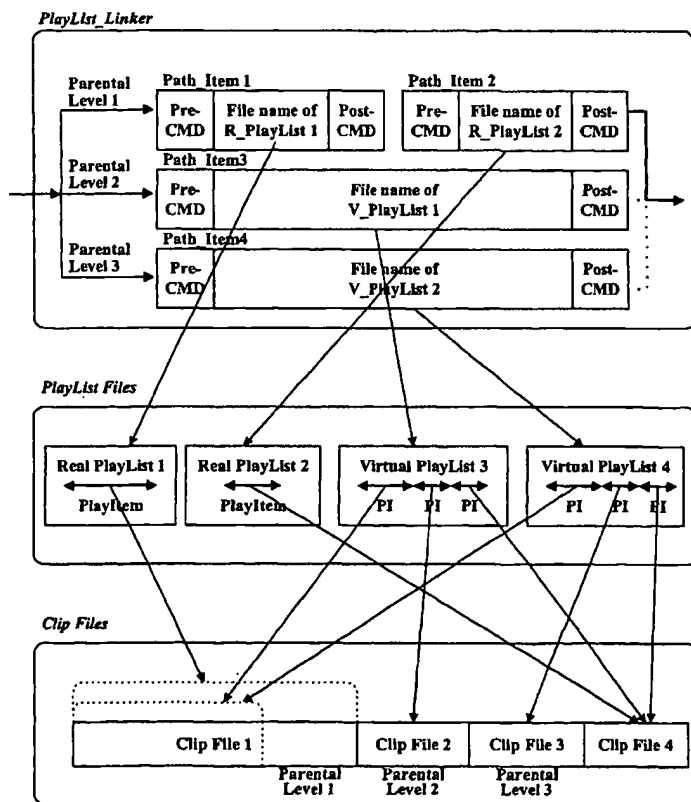 PlayList_Linker
Parental Level 1
Path_Item 1
Pre-CMD
File name of R_PlayList 1
Post-CMD
Path_Item 2
Pre-CMD
File name of R_PlayList 2
Post-CMD
Parental Level 2
Path_Item3
Pre-CMD
File name of V_PlayList 1
Post-CMD
Parental Level 3
Path_Item4
Pre-CMD
File name of V_PlayList 2
Post-CMD
PlayList Files
Real PlayList 1
PlayItem
Real PlayList 2
PlayItem
Virtual PlayList 3
PI PI PI
Virtual PlayList 4
PI PI PI
Clip Files
Clip File 1
Clip File 2
Clip File 3
Clip File 4
Parental Level 1
Parental Level 2
Parental Level 3